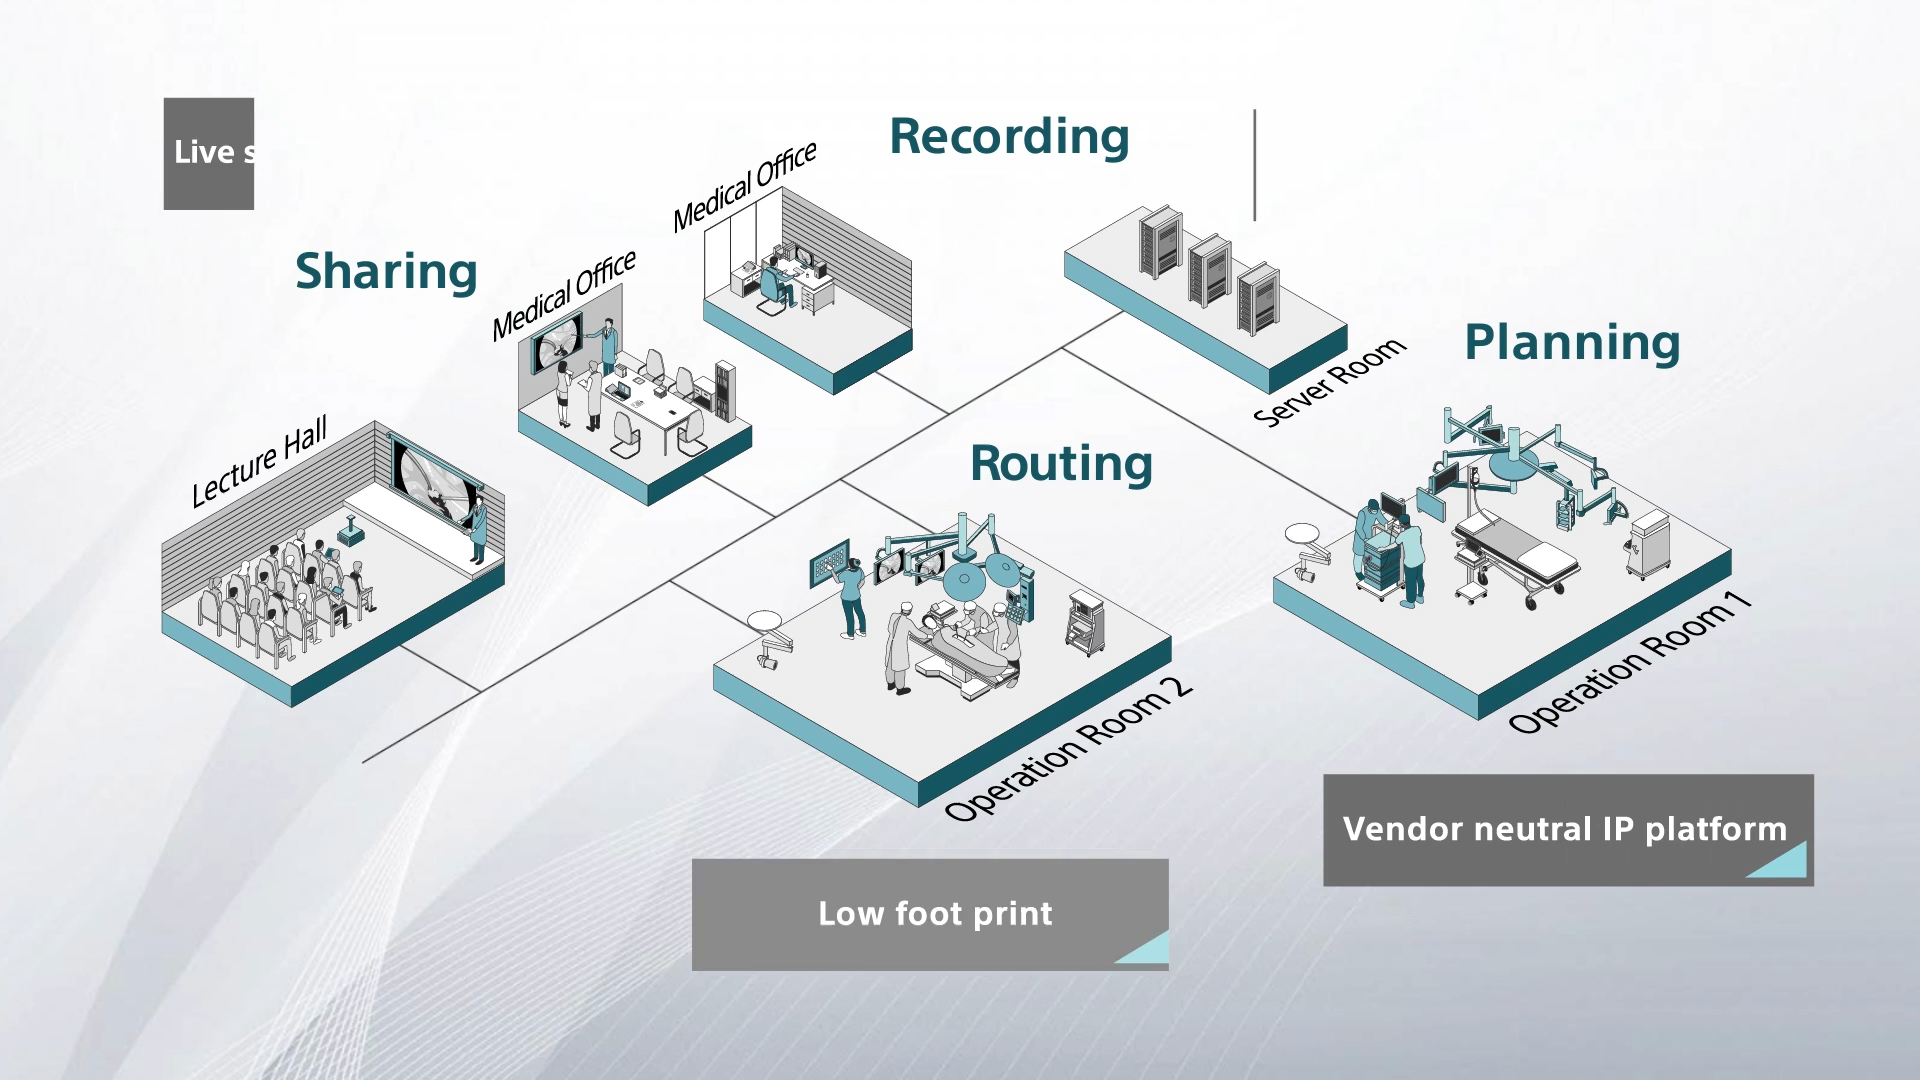 Live s
Recording
Medical Office
Sharing
Medical Office
Planning
Server Room
Lecture Hall
Routing
Operation Room 1
Operation Room 2
Vendor neutral IP platform
Low foot print